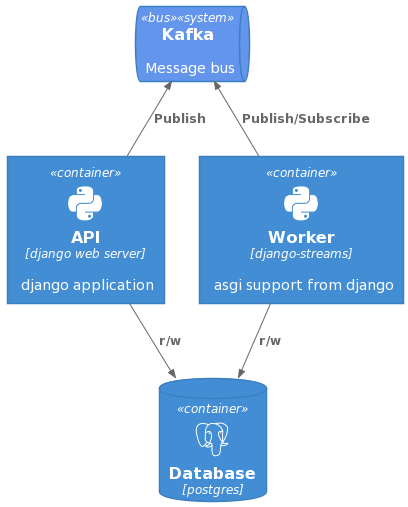 «bus»«system»
Kafka
Message bus
Publish
Publish/Subscribe
«container»
API
[django web server]
django application
«container»
Worker
[django-streams]
asgi support from django
r/w
r/w
«container»
Database
[postgres]